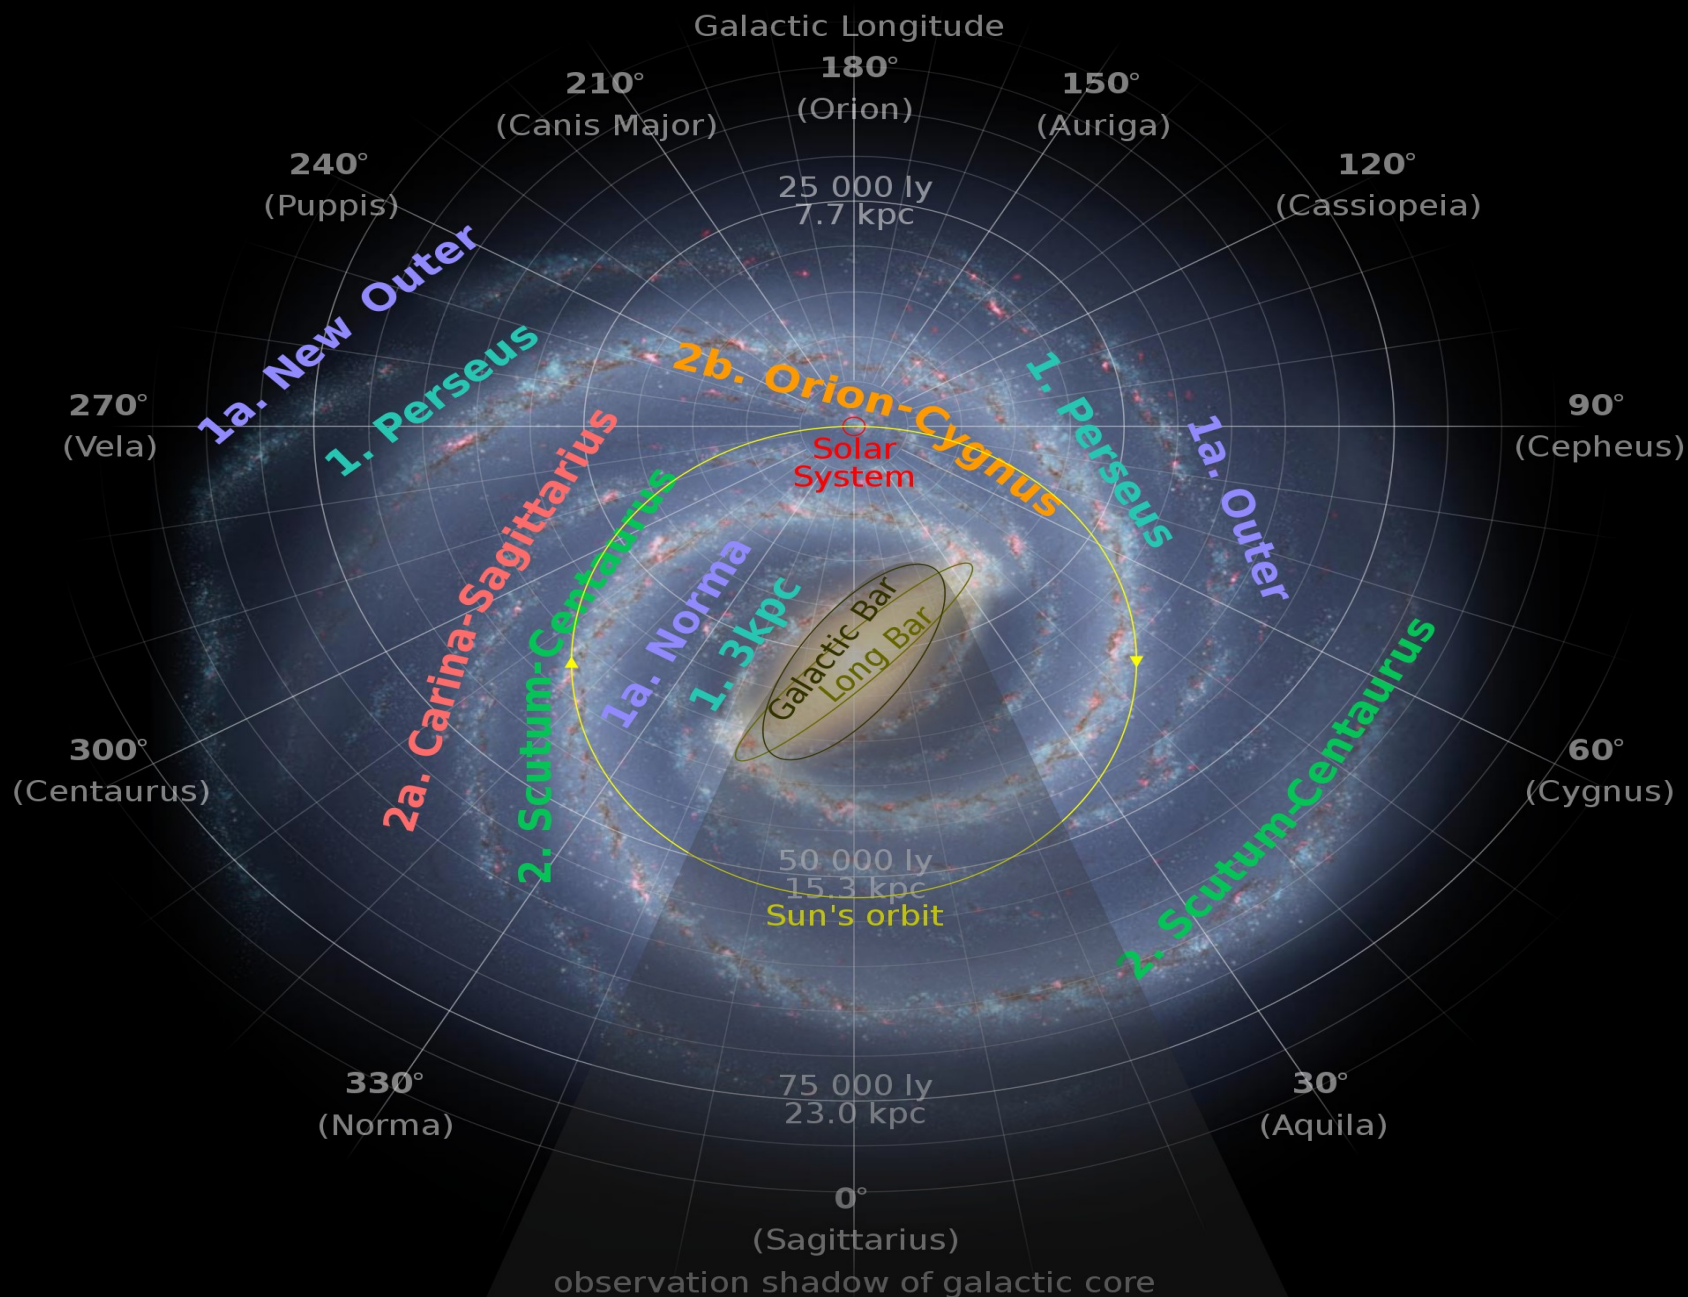 Galactic Longitude
180°
(Orion)
210°
(Canis Major)
150°
(Auriga)
240°
(Puppis)
120°
(Cassiopeia)
25 000 ly
7.7 kpc
1a. New Outer
1. Perseus
2b. Orion-Cygnus
1. Perseus
1a. Outer
270°
(Vela)
90°
(Cepheus)
Solar
System
2a. Carina-Sagittarius
2. Scutum-Centaurus
1a. Norma
1. 3kpc
Galactic Bar
Long Bar
2. Scutum-Centaurus
300°
(Centaurus)
60°
(Cygnus)
50 000 ly
15.3 kpc
Sun's orbit
75 000 ly
23.0 kpc
330°
(Norma)
30°
(Aquila)
0°
(Sagittarius)
observation shadow of galactic core